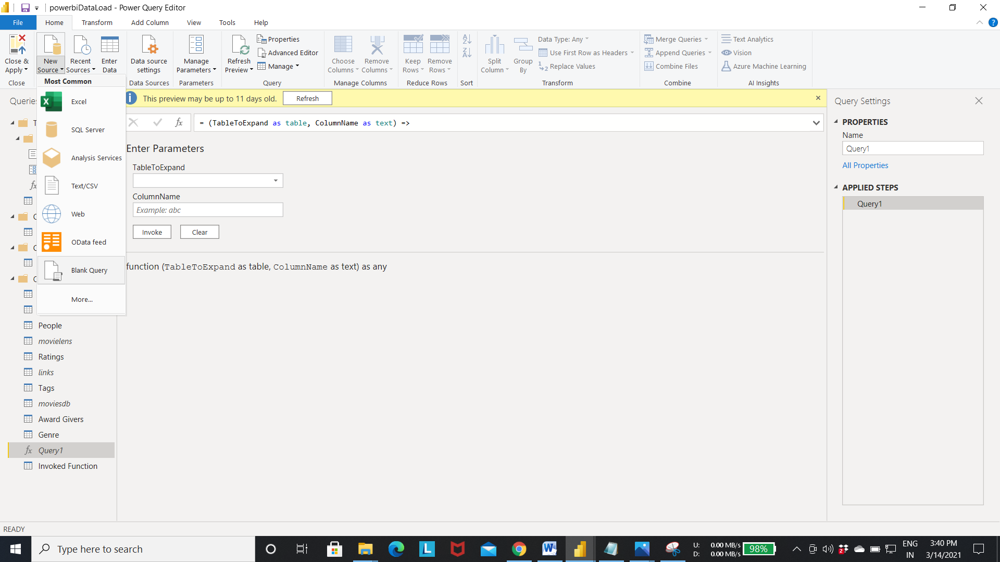 powerbiDataLoad - Power Query Editor
File Home Transform Add Column View Tools Help
Close & Apply
New Source
Recent Sources
Enter Data
Data source settings
Manage Parameters
Refresh Preview
Properties
Advanced Editor
Manage
Choose Columns
Remove Columns
Keep Rows
Remove Rows
Split Column
Group By
Data Type: Any
Use First Row as Headers
Replace Values
Merge Queries
Append Queries
Combine Files
Text Analytics
Vision
Azure Machine Learning
Close Data Sources Parameters Query Manage Columns Reduce Rows Sort Transform Combine AI Insights
Most Common
Excel
SQL Server
Analysis Services
Text/CSV
Web
OData feed
Blank Query
More...
Queries
T
C
C
C
People
movielens
Ratings
links
Tags
moviesdb
Award Givers
Genre
fx Query1
Invoked Function
This preview may be up to 11 days old. Refresh
fx = (TableToExpand as table, ColumnName as text) =>
Enter Parameters
TableToExpand
ColumnName
Example: abc
Invoke Clear
function (TableToExpand as table, ColumnName as text) as any
Query Settings
PROPERTIES
Name
Query1
All Properties
APPLIED STEPS
Query1
READY
Type here to search
U: 0.00 MB/s
D: 0.00 MB/s
98%
2
ENG
IN
3:40 PM
3/14/2021